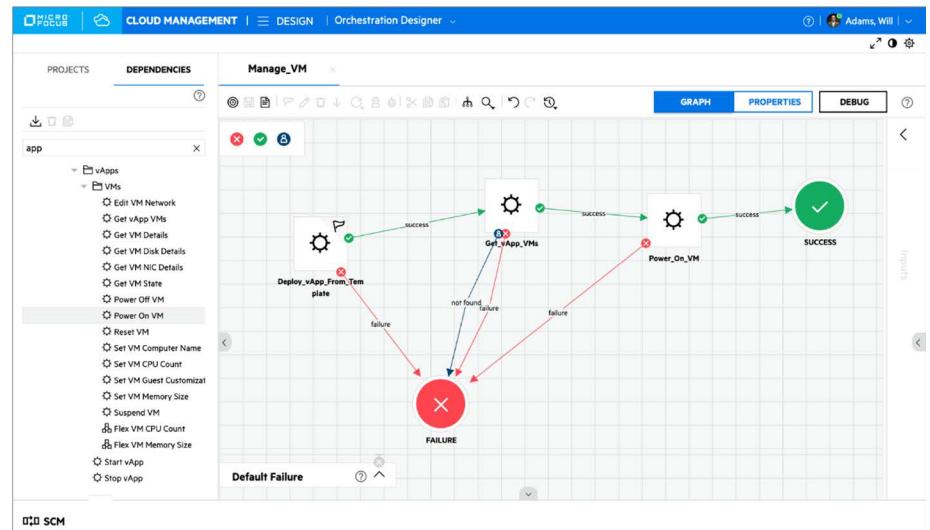 MICRO FOCUS
CLOUD MANAGEMENT | DESIGN | Orchestration Designer
Adams, Will
PROJECTS DEPENDENCIES
Manage_VM
GRAPH PROPERTIES DEBUG
app
vApps
VMs
Edit VM Network
Get vApp VMs
Get VM Details
Get VM Disk Details
Get VM NIC Details
Get VM State
Power Off VM
Power On VM
Reset VM
Set VM Computer Name
Set VM CPU Count
Set VM Guest Customizat
Set VM Memory Size
Suspend VM
Flex VM CPU Count
Flex VM Memory Size
Start vApp
Stop vApp
success
success
success
Deploy_vApp_From_Tem
plate
Get_vApp_VMs
Power_On_VM
SUCCESS
failure
not found
failure
failure
FAILURE
Inputs
Default Failure
SCM